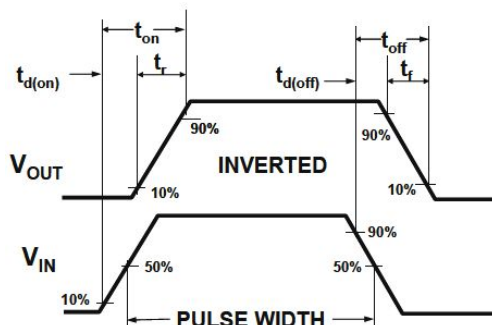 t_on t_off
t_d(on) t_r t_d(off) t_f
90% 90%
V_OUT INVERTED
10% 10%
V_IN 90%
50% 50%
10%
PULSE WIDTH